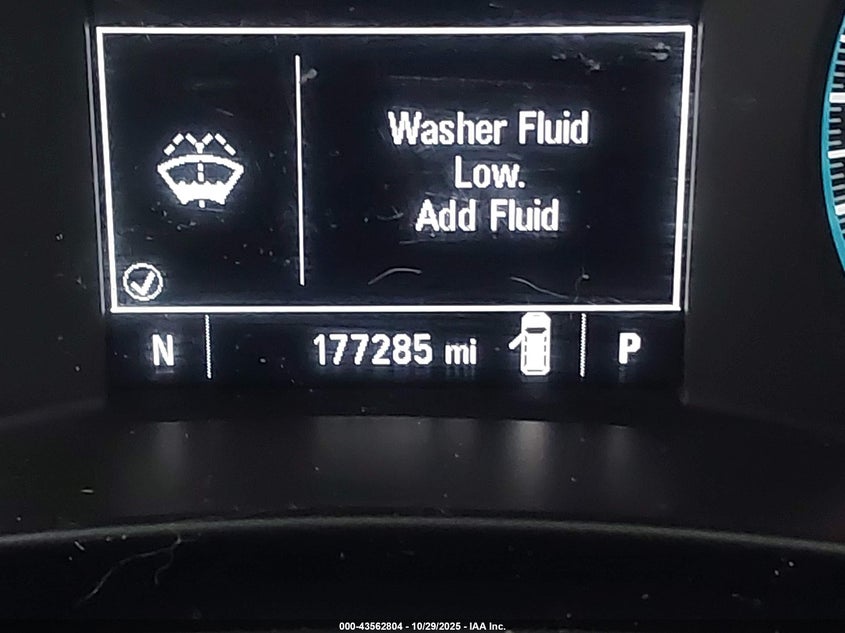 Washer Fluid
Low.
Add Fluid
N 177285 mi P
000-43562804 - 10/29/2025 - IAA Inc.